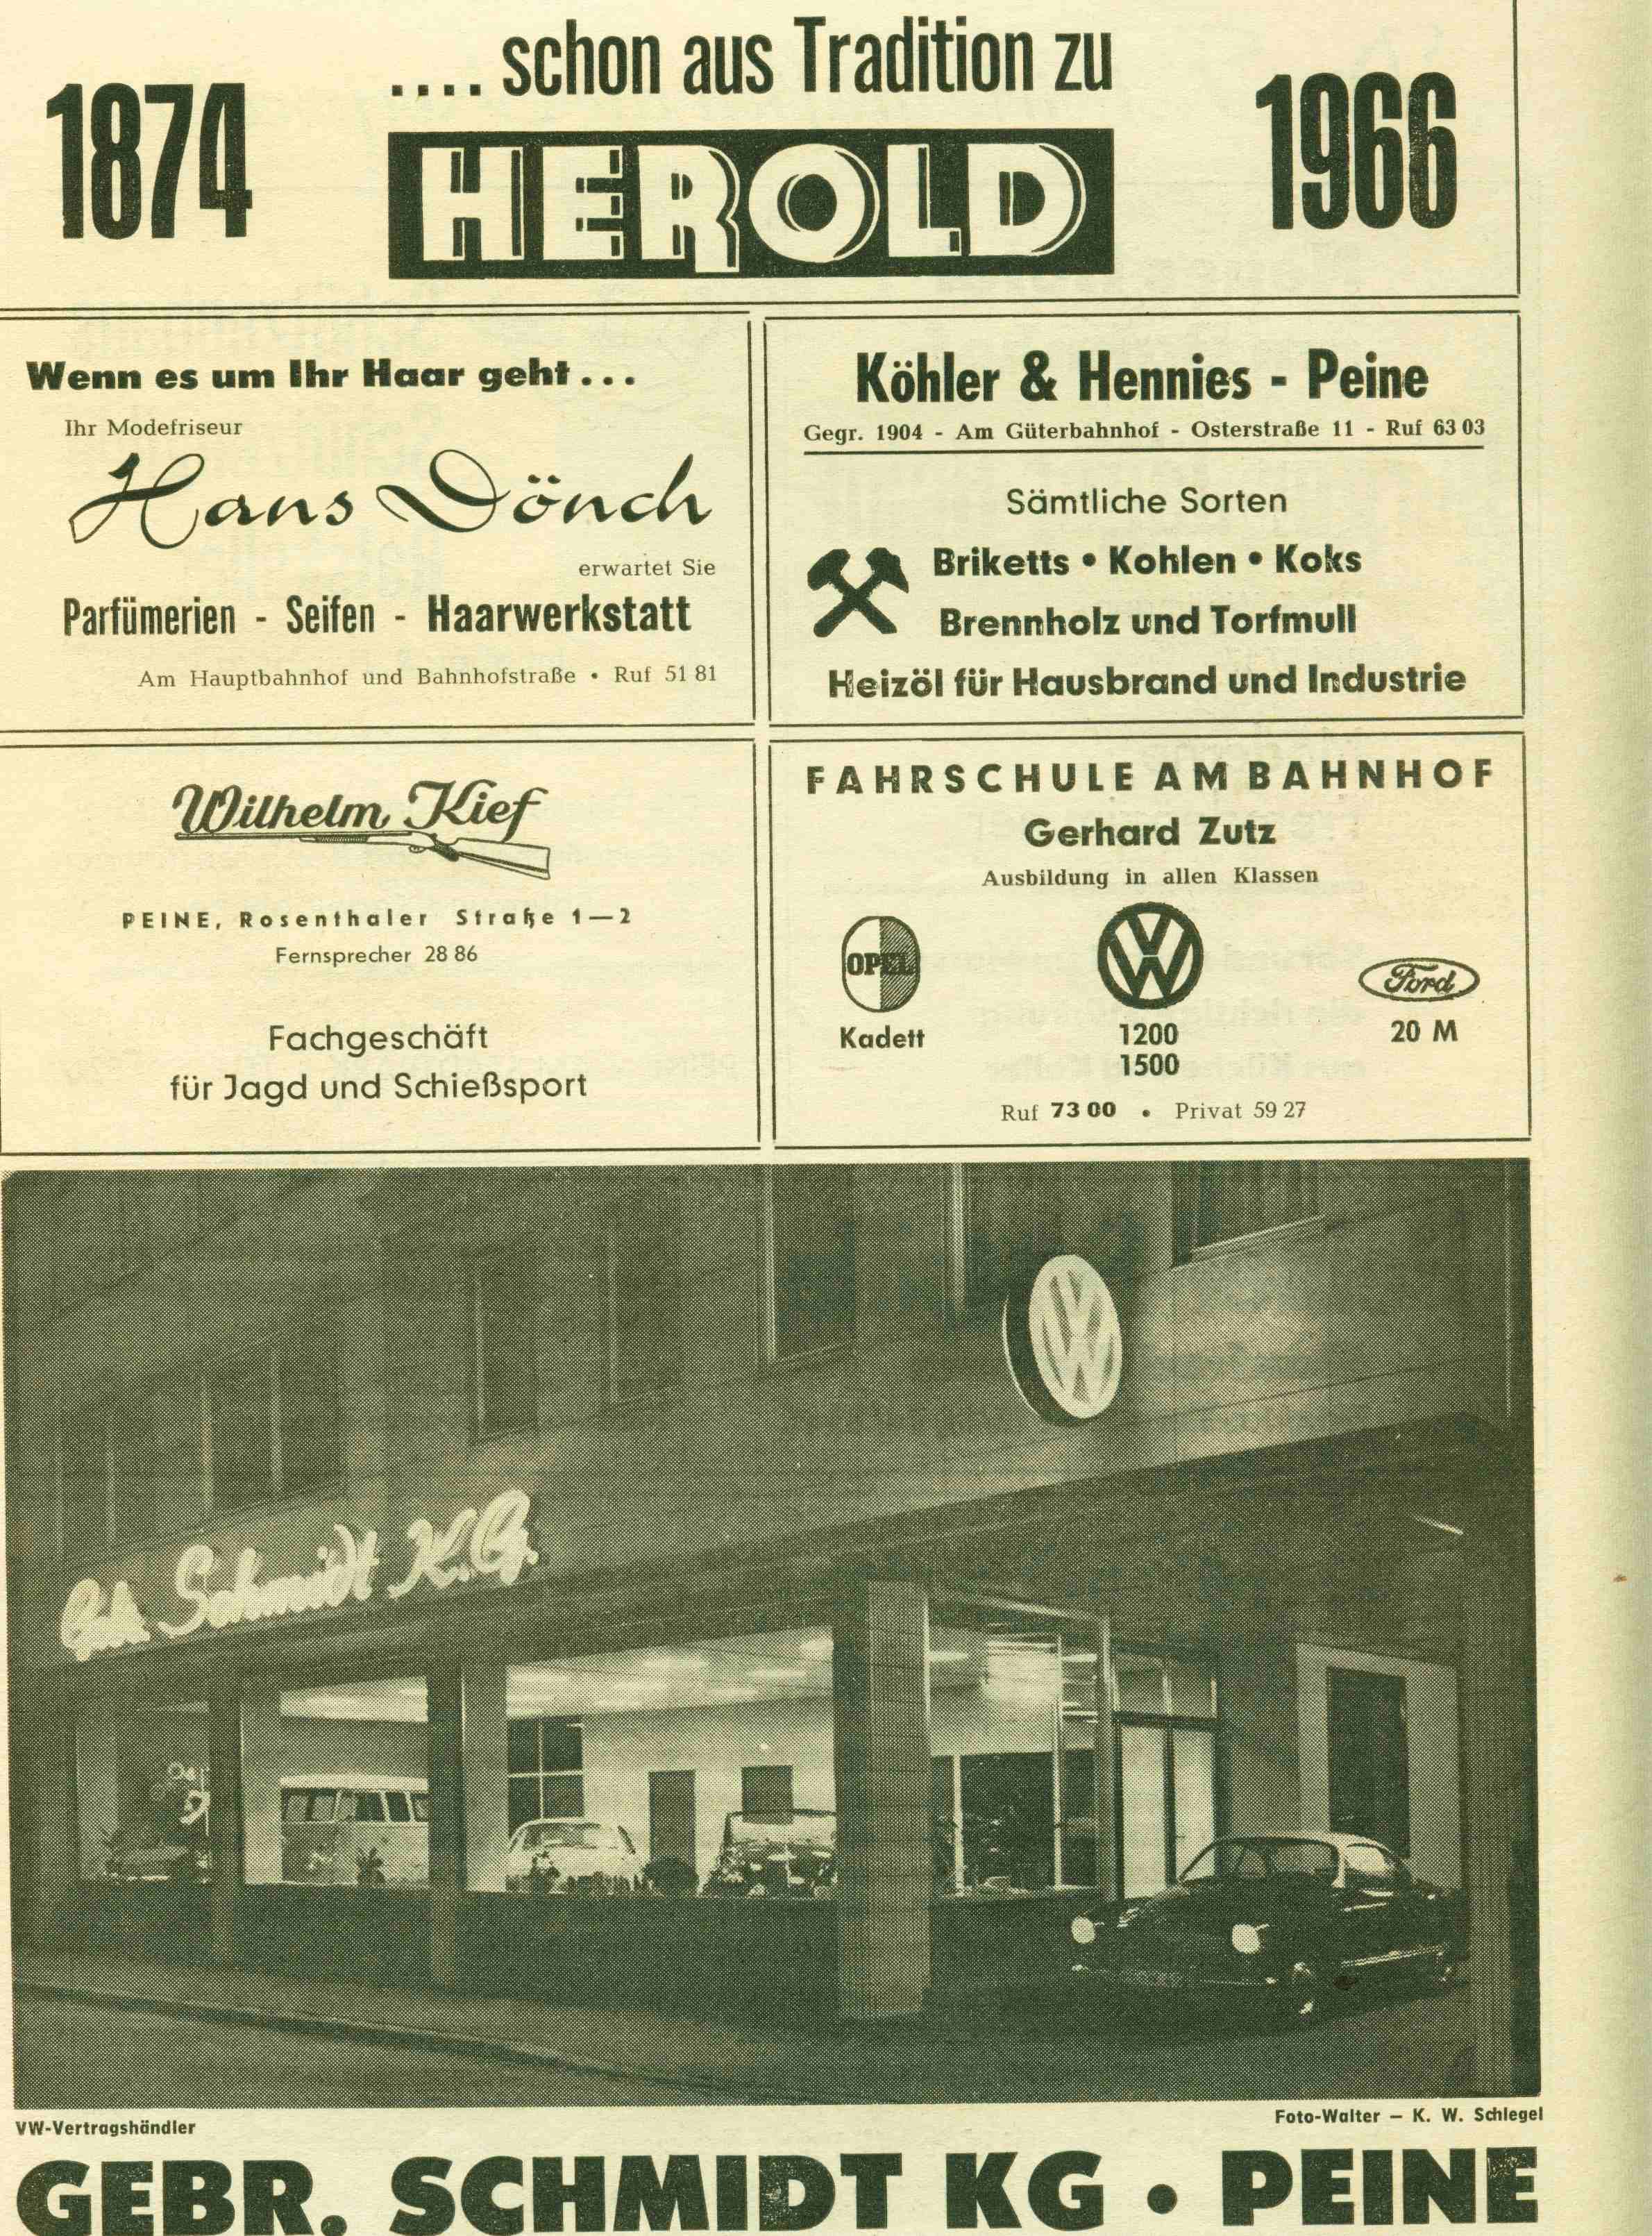 1874
.... schon aus Tradition zu
HEROLD
1966
Wenn es um Ihr Haar geht...
Ihr Modefriseur
Hans Dönch
erwartet Sie
Parfümerien - Seifen - Haarwerkstatt
Am Hauptbahnhof und Bahnhofstraße • Ruf 51 81
Köhler & Hennies - Peine
Gegr. 1904 - Am Güterbahnhof - Osterstraße 11 - Ruf 63 03
Sämtliche Sorten
Briketts • Kohlen • Koks
Brennholz und Torfmull
Heizöl für Hausbrand und Industrie
Wilhelm Kief
PEINE, Rosenthaler Straße 1—2
Fernsprecher 28 86
Fachgeschäft
für Jagd und Schießsport
FAHRSCHULE AM BAHNHOF
Gerhard Zutz
Ausbildung in allen Klassen
OPEL
VW
Ford
Kadett
1200
20 M
1500
Ruf 73 00 • Privat 59 27
VW
Gebr. Schmidt K.G.
VW-Vertragshändler
Foto-Walter — K. W. Schlegel
GEBR. SCHMIDT KG • PEINE